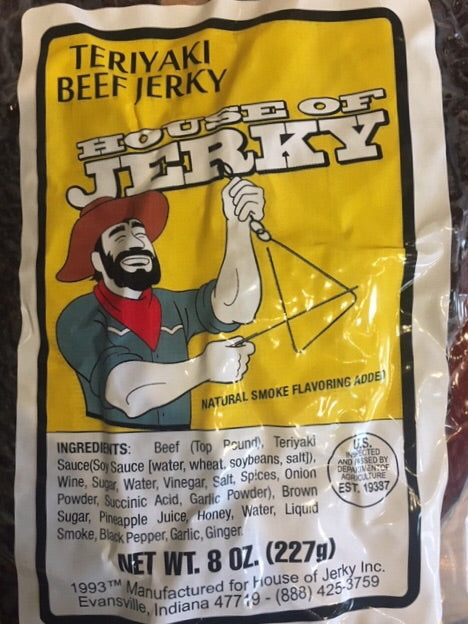 TERIYAKI
BEEF JERKY
HOUSE OF
JERKY
NATURAL SMOKE FLAVORING ADDED
INGREDIENTS: Beef (Top Pound), Teriyaki
Sauce(Soy Sauce [water, wheat, soybeans, salt]),
Wine, Sugar, Water, Vinegar, Salt, Spices, Onion
Powder, Succinic Acid, Garlic Powder), Brown
Sugar, Pineapple Juice, Honey, Water, Liquid
Smoke, Black Pepper, Garlic, Ginger.
U.S.
INSPECTED
AND PASSED BY
DEPARTMENT OF
AGRICULTURE
EST. 19337
NET WT. 8 OZ. (227g)
1993™ Manufactured for House of Jerky Inc.
Evansville, Indiana 47719 - (888) 425-3759